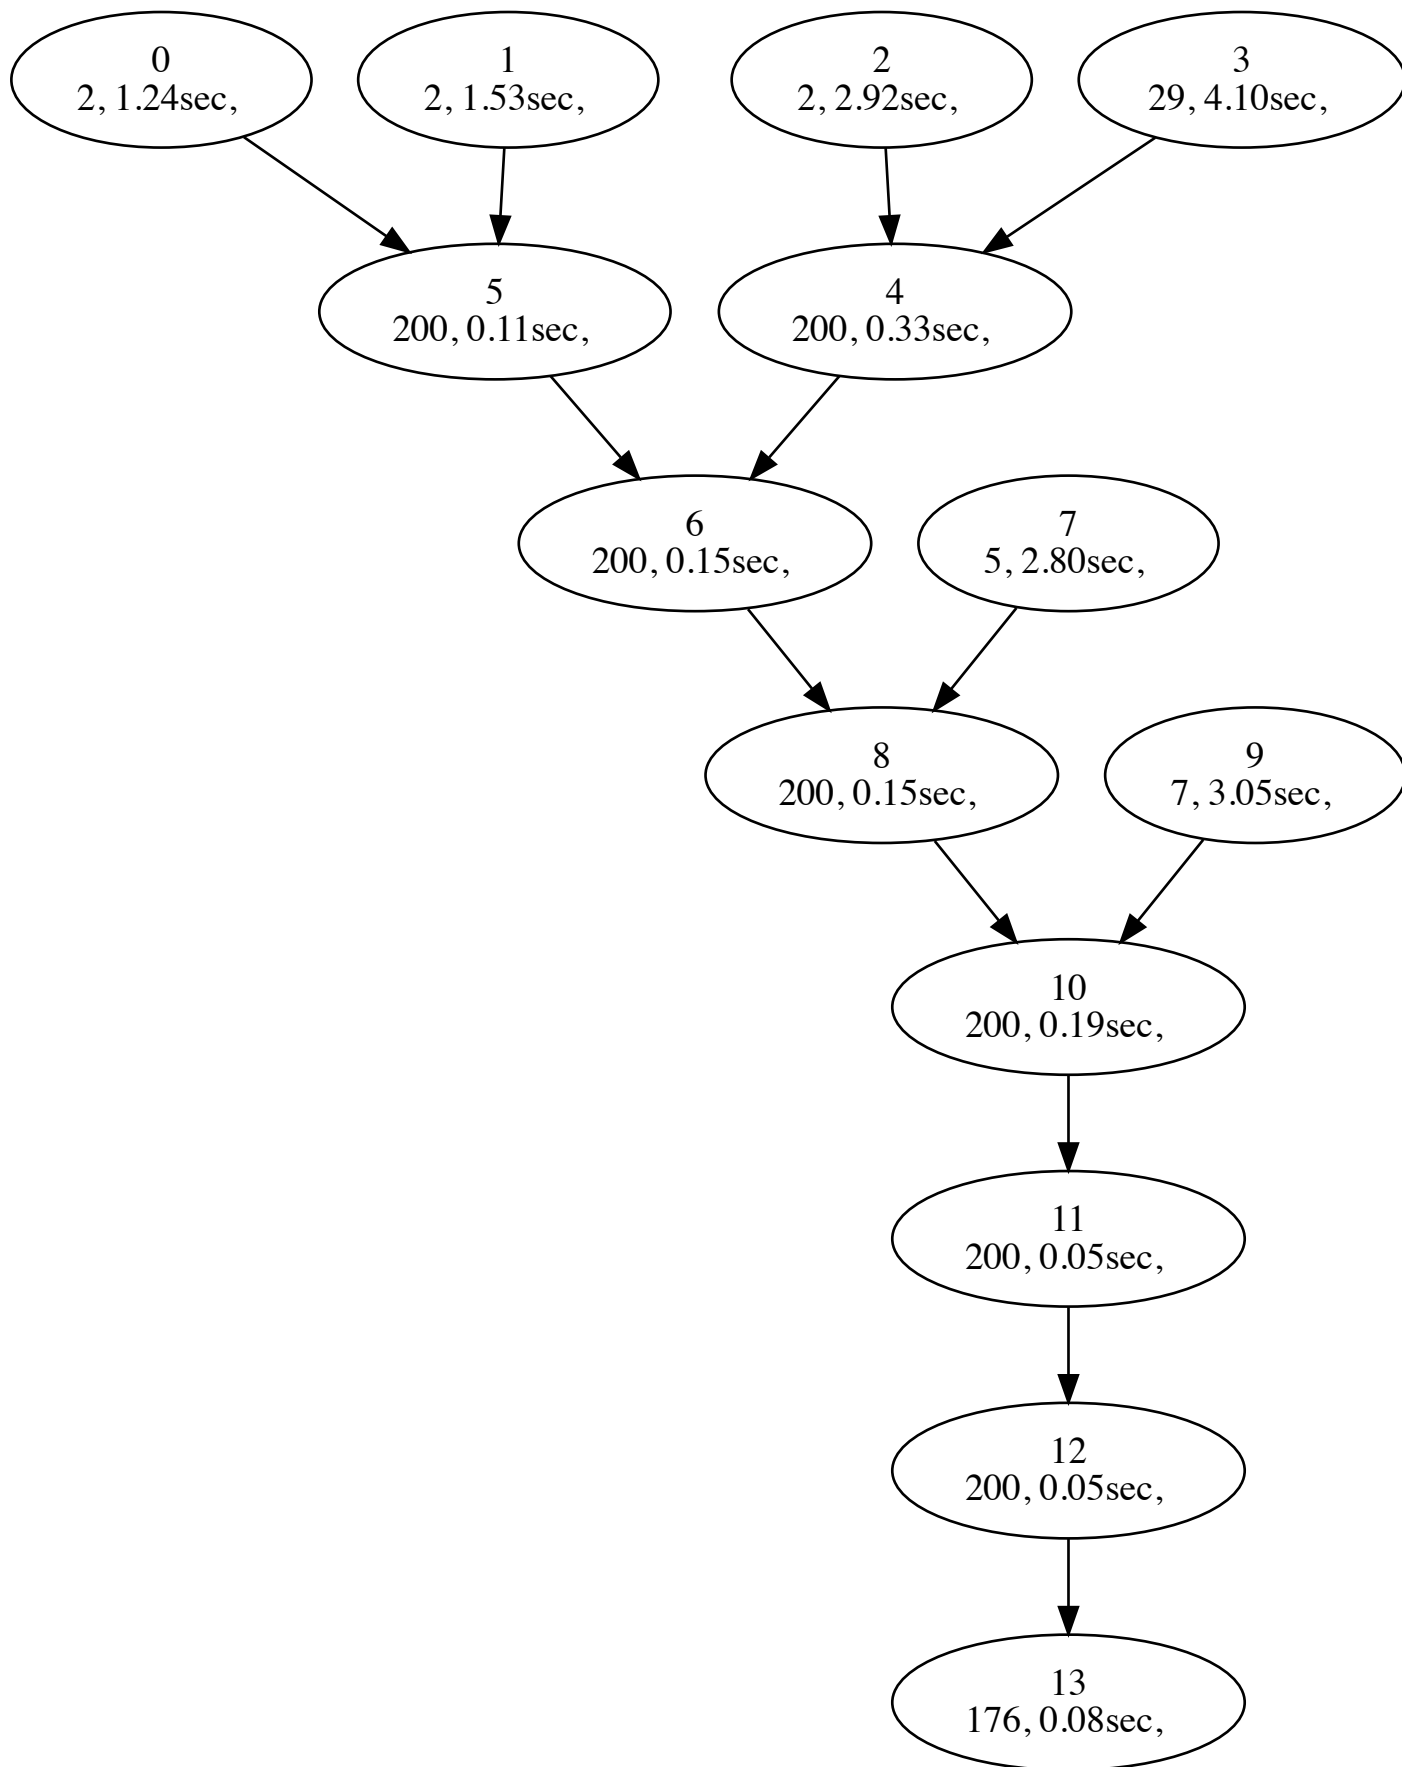 0
2, 1.24sec,
1
2, 1.53sec,
2
2, 2.92sec,
3
29, 4.10sec,
5
200, 0.11sec,
4
200, 0.33sec,
6
200, 0.15sec,
7
5, 2.80sec,
8
200, 0.15sec,
9
7, 3.05sec,
10
200, 0.19sec,
11
200, 0.05sec,
12
200, 0.05sec,
13
176, 0.08sec,